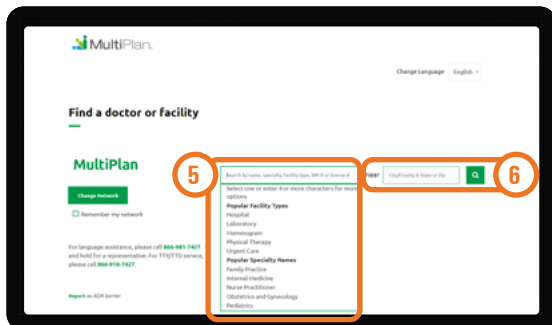 MultiPlan.
Change Language English
Find a doctor or facility
MultiPlan
5
Search by name, specialty, facility type, NPI # or license #
near
City/County & State or Zip
6
Change Network
Remember my network
Select one or enter 4 or more characters for more
options
Popular Facility Types
Hospital
Laboratory
Mammogram
Physical Therapy
Urgent Care
Popular Specialty Names
Family Practice
Internal Medicine
Nurse Practitioner
Obstetrics and Gynecology
Pediatrics
For language assistance, please call 866-981-7427
and hold for a representative. For TTY/TTD service,
please call 866-918-7427.
Report an ADA barrier